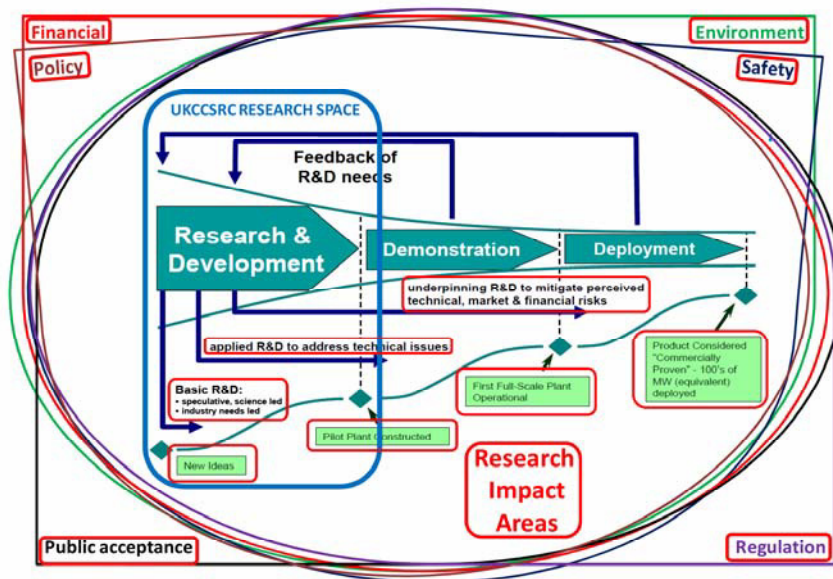 Financial
Environment
Policy
Safety
UKCCSRC RESEARCH SPACE
Feedback of
R&D needs
Research &
Development
Demonstration
Deployment
underpinning R&D to mitigate perceived
technical, market & financial risks
applied R&D to address technical issues
Basic R&D:
• speculative, science led
• industry needs led
New Ideas
Pilot Plant Constructed
First Full-Scale Plant
Operational
Product Considered
"Commercially
Proven" - 100's of
MW (equivalent)
deployed
Research
Impact
Areas
Public acceptance
Regulation